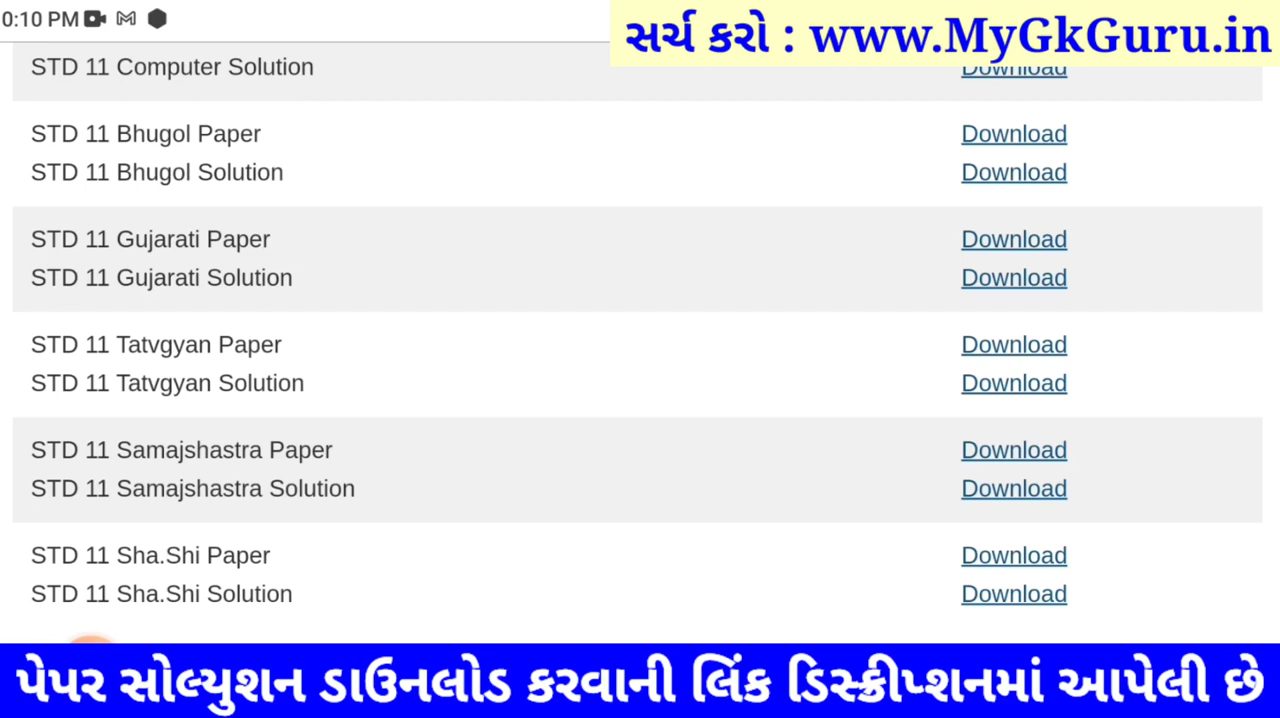 0:10 PM
સર્ચ કરો : www.MyGkGuru.in
STD 11 Computer Solution Download
STD 11 Bhugol Paper Download
STD 11 Bhugol Solution Download
STD 11 Gujarati Paper Download
STD 11 Gujarati Solution Download
STD 11 Tatvgyan Paper Download
STD 11 Tatvgyan Solution Download
STD 11 Samajshastra Paper Download
STD 11 Samajshastra Solution Download
STD 11 Sha.Shi Paper Download
STD 11 Sha.Shi Solution Download
પેપર સોલ્યુશન ડાઉનલોડ કરવાની લિંક ડિસ્ક્રીપ્શનમાં આપેલી છે